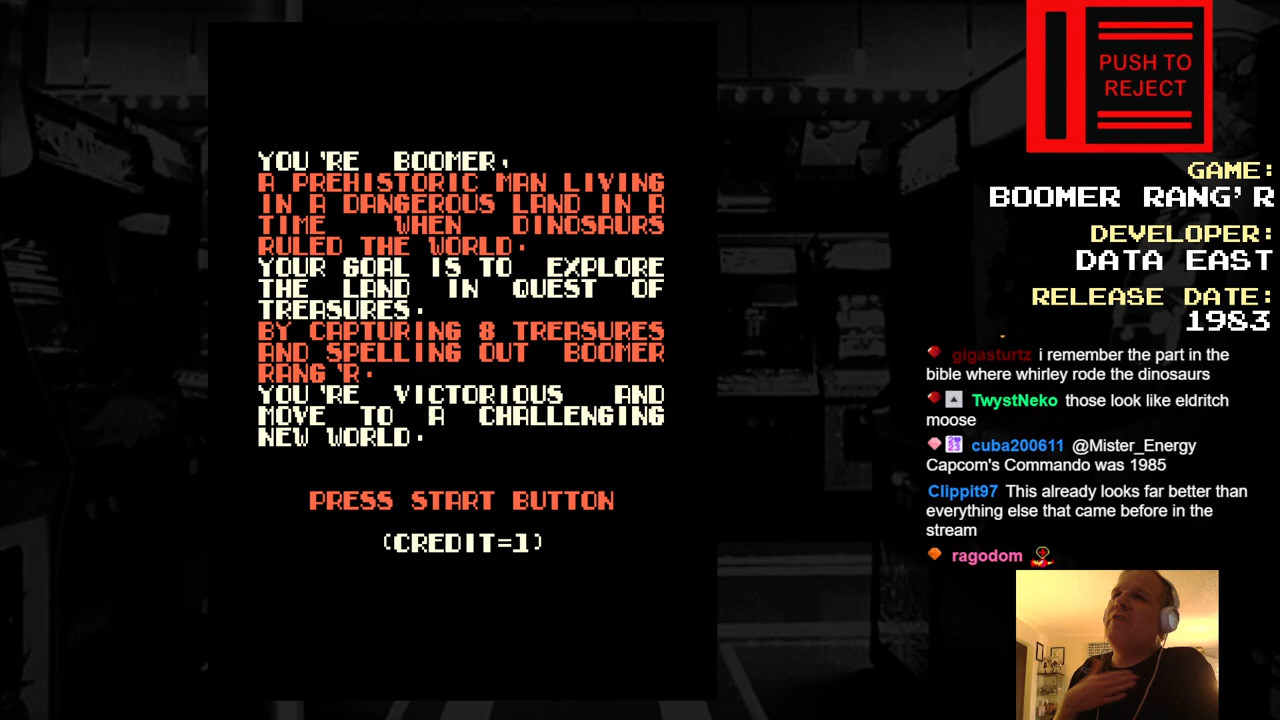 YOU'RE BOOMER,
A PREHISTORIC MAN LIVING
IN A DANGEROUS LAND IN A
TIME WHEN DINOSAURS
RULED THE WORLD.
YOUR GOAL IS TO EXPLORE
THE LAND IN QUEST OF
TREASURES.
BY CAPTURING 8 TREASURES
AND SPELLING OUT BOOMER
RANG'R.
YOU'RE VICTORIOUS AND
MOVE TO A CHALLENGING
NEW WORLD.
PRESS START BUTTON
(CREDIT=1)
PUSH TO
REJECT
GAME:
BOOMER RANG'R
DEVELOPER:
DATA EAST
RELEASE DATE:
1983
gigasturtz i remember the part in the
bible where whirley rode the dinosaurs
TwystNeko those look like eldritch
moose
cuba200611 @Mister_Energy
Capcom's Commando was 1985
Clippit97 This already looks far better than
everything else that came before in the
stream
ragodom